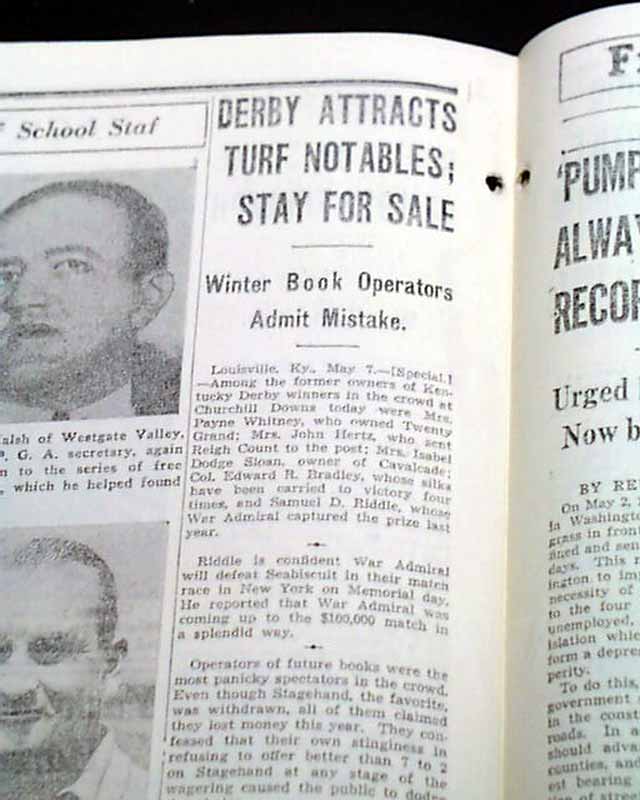 School Staf
DERBY ATTRACTS
TURF NOTABLES;
STAY FOR SALE
Winter Book Operators
Admit Mistake.
Louisville, Ky., May 7.—[Special.]
—Among the former owners of Ken-
tucky Derby winners in the crowd at
Churchill Downs today were Mrs.
Payne Whitney, who owned Twenty
Grand; Mrs. John Hertz, who sent
Reigh Count to the post; Mrs. Isabel
Dodge Sloan, owner of Cavalcade;
Col. Edward R. Bradley, whose silks
have been carried to victory four
times, and Samuel D. Riddle, whose
War Admiral captured the prize last
year.
Riddle is confident War Admiral
will defeat Seabiscuit in their match
race in New York on Memorial day.
He reported that War Admiral was
coming up to the $100,000 match in
a splendid way.
Operators of future books were the
most panicky spectators in the crowd.
Even though Stagehand, the favorite,
was withdrawn, all of them claimed
they lost money this year. They con-
fessed that their own stinginess in
refusing to offer better than 7 to 2
on Stagehand at any stage of the
wagering caused the public to dodge
alsh of Westgate Valley,
G. A. secretary, again
n to the series of free
, which he helped found
F
'PUMP
ALWAY
RECOR
Urged
Now b
BY RE
On May 2,
in Washingto
grass in front
and sen
days. This
ington to im
necessity of
to the four
unemployed,
islation which
form a depre
perity.
To do this,
government
in the const
roads. In a
should advan
counties, and
est bearing